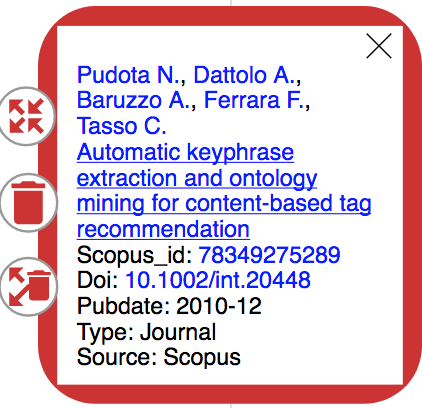 Pudota N., Dattolo A.,
Baruzzo A., Ferrara F.,
Tasso C.
Automatic keyphrase
extraction and ontology
mining for content-based tag
recommendation
Scopus_id: 78349275289
Doi: 10.1002/int.20448
Pubdate: 2010-12
Type: Journal
Source: Scopus